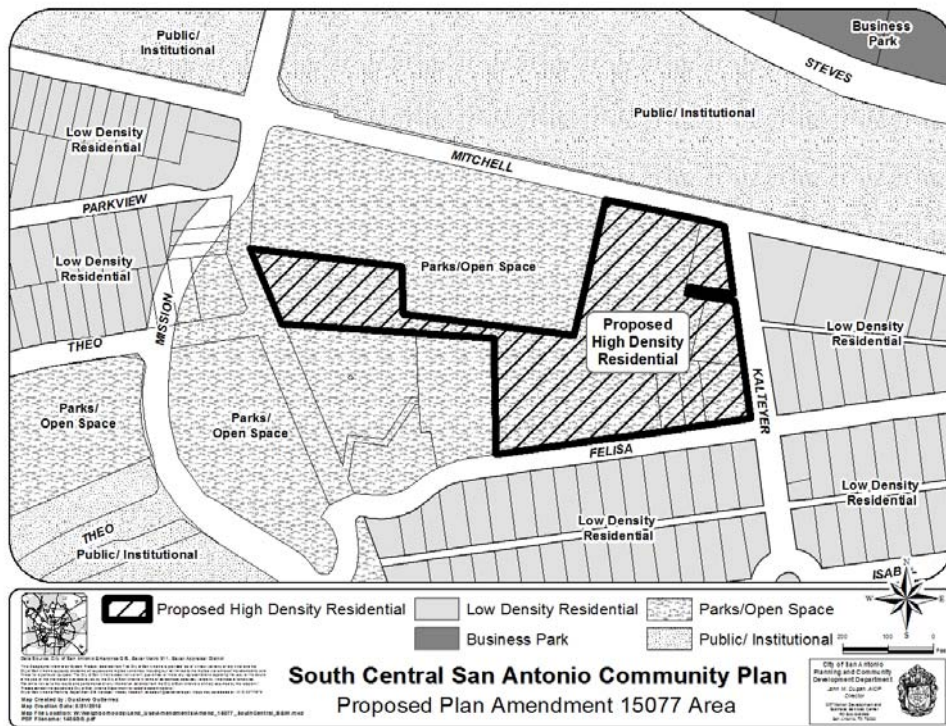 Public/
Institutional
Business
Park
STEVES
Public/ Institutional
Low Density
Residential
MITCHELL
PARKVIEW
Low Density
Residential
Parks/Open Space
MISSION
THEO
Proposed
High Density
Residential
Low Density
Residential
KALTEYER
Parks/
Open Space
Parks/
Open Space
FELISA
Low Density
Residential
Low Density
Residential
THEO
Public/ Institutional
ISABEL
N
W E
S
Proposed High Density Residential
Low Density Residential
Parks/Open Space
Business Park
Public/ Institutional
200 100 0
South Central San Antonio Community Plan
Proposed Plan Amendment 15077 Area
City of San Antonio
Planning and Community
Development Department